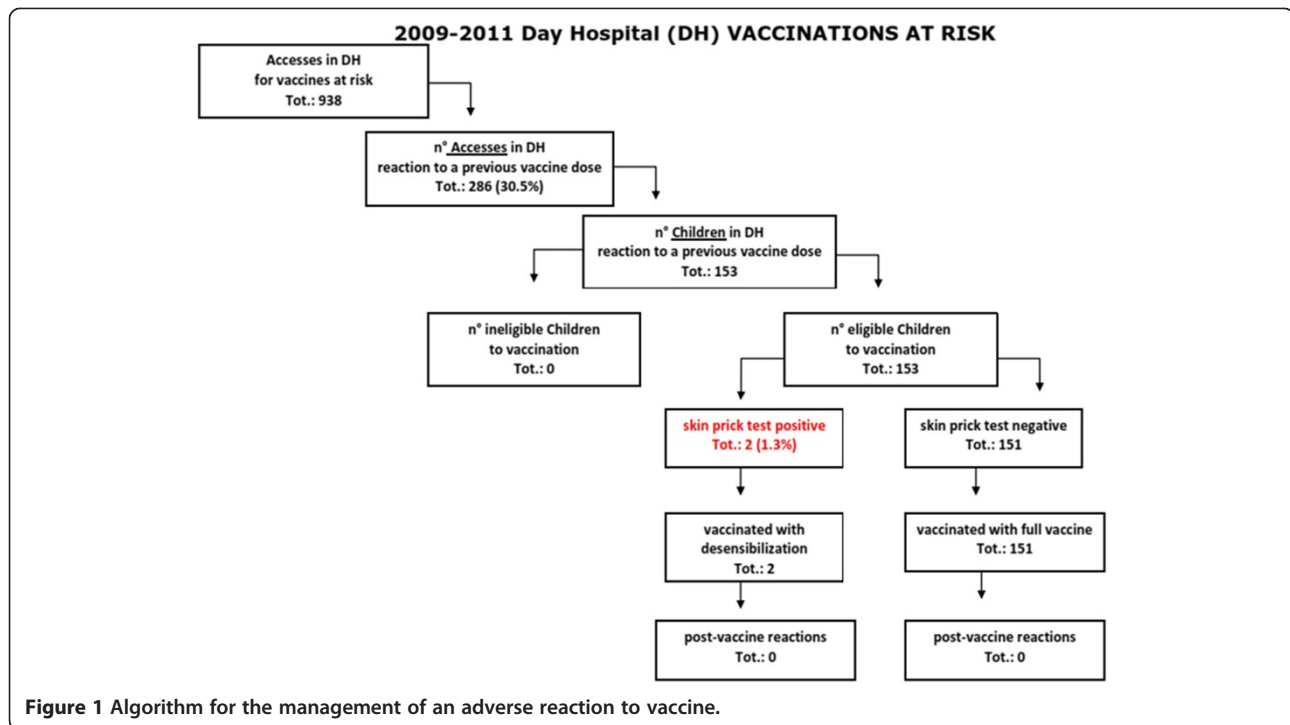 2009-2011 Day Hospital (DH) VACCINATIONS AT RISK
Accesses in DH
for vaccines at risk
Tot.: 938
n° Accesses in DH
reaction to a previous vaccine dose
Tot.: 286 (30.5%)
n° Children in DH
reaction to a previous vaccine dose
Tot.: 153
n° ineligible Children
to vaccination
Tot.: 0
n° eligible Children
to vaccination
Tot.: 153
skin prick test positive
Tot.: 2 (1.3%)
skin prick test negative
Tot.: 151
vaccinated with
desensibilization
Tot.: 2
vaccinated with full vaccine
Tot.: 151
post-vaccine reactions
Tot.: 0
post-vaccine reactions
Tot.: 0
Figure 1 Algorithm for the management of an adverse reaction to vaccine.